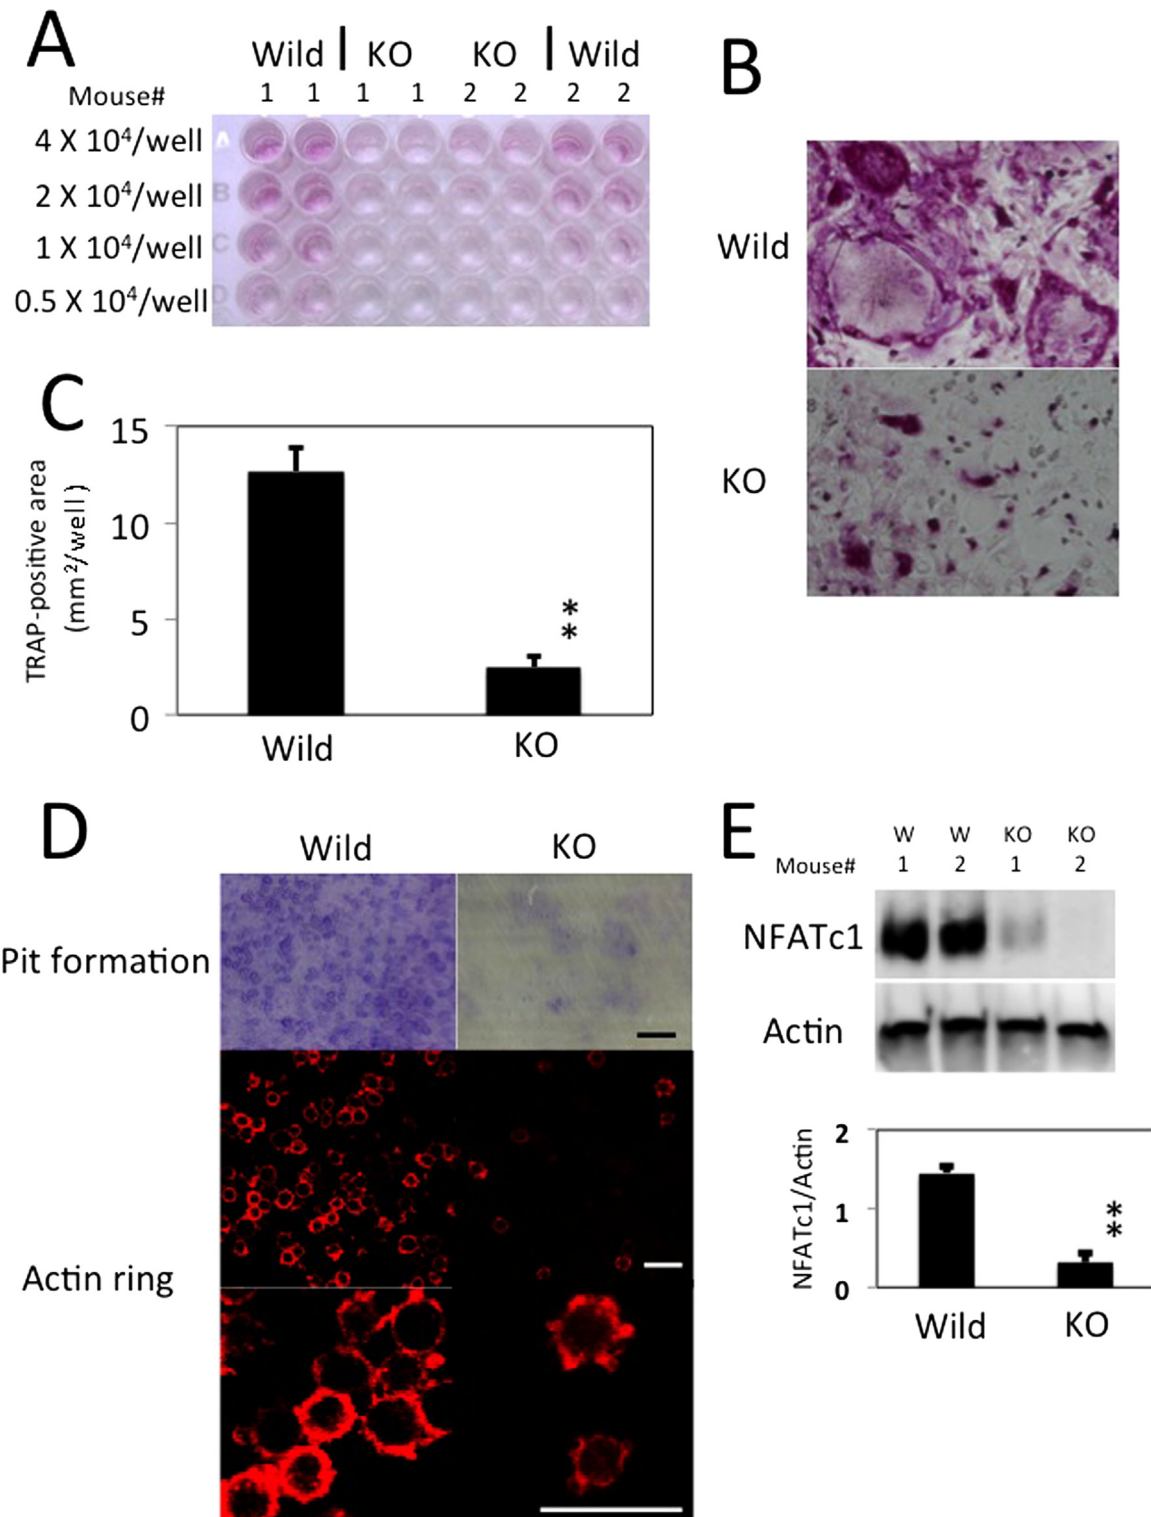 A
Wild | KO KO | Wild
Mouse# 1 1 1 1 2 2 2 2
4 X 10⁴/well A
2 X 10⁴/well B
1 X 10⁴/well C
0.5 X 10⁴/well D
B
Wild
KO
C
TRAP-positive area
(mm²/well)
15
10
5
0
**
Wild KO
D
Wild KO
Pit formation
Actin ring
E
W W KO KO
Mouse# 1 2 1 2
NFATc1
Actin
NFATc1/Actin
2
1
0
**
Wild KO